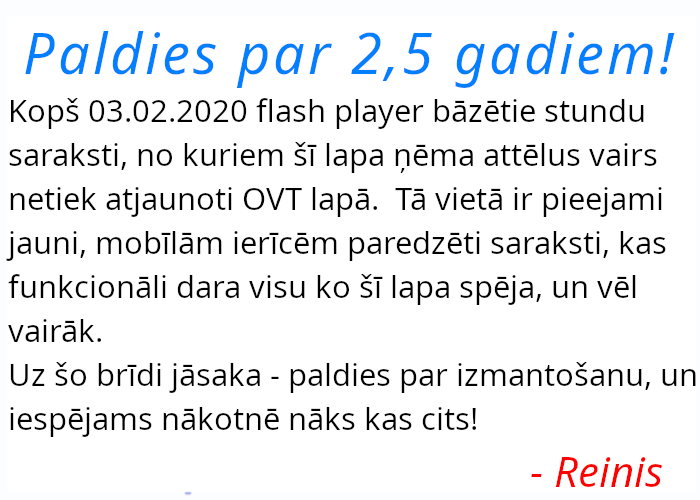 Paldies par 2,5 gadiem!
Kopš 03.02.2020 flash player bāzētie stundu
saraksti, no kuriem šī lapa ņēma attēlus vairs
netiek atjaunoti OVT lapā.  Tā vietā ir pieejami
jauni, mobīlām ierīcēm paredzēti saraksti, kas
funkcionāli dara visu ko šī lapa spēja, un vēl
vairāk.
Uz šo brīdi jāsaka - paldies par izmantošanu, un
iespējams nākotnē nāks kas cits!
- Reinis